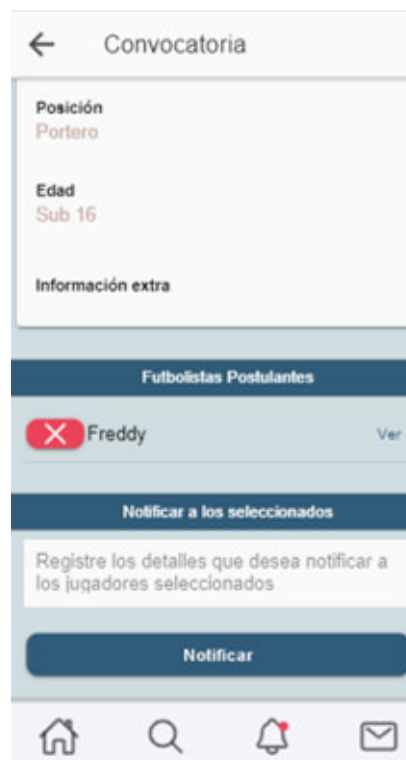 Convocatoria
Posición
Portero
Edad
Sub 16
Información extra
Futbolistas Postulantes
Freddy Ver
Notificar a los seleccionados
Registre los detalles que desea notificar a
los jugadores seleccionados
Notificar